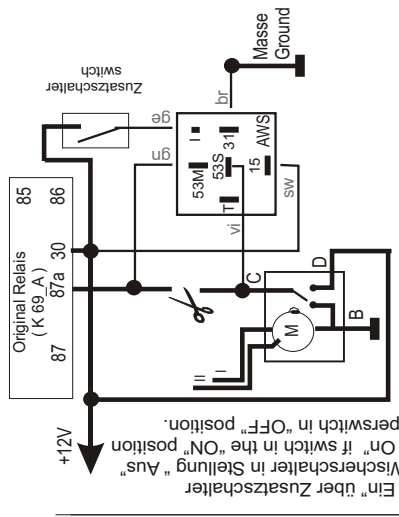 Original Relais
( K 69_A )
87
87a
30
85
86
+12V
Zusatzschalter
switch
ge
gn
I
53M
53S
31
T
15
AWS
br
Masse
Ground
vi
sw
C
D
B
M
I
II
Ein" über Zusatzschalter
Vischerschalter in Stellung „ Aus"
On" if switch in the "ON" position
perswitch in "OFF" position.